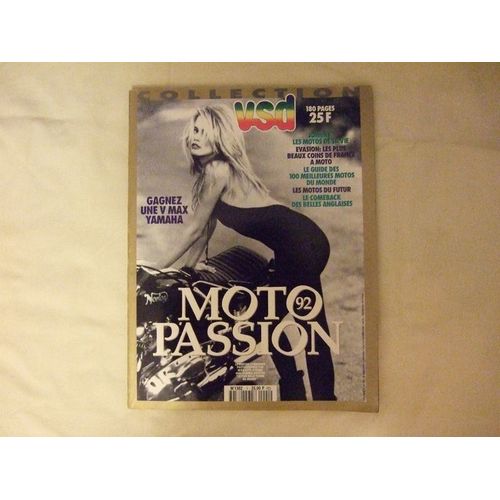 COLLECTION
vsd
180 PAGES
25 F
LES MOTOS DE SA VIE
EVASION: LES PLUS
BEAUX COINS DE FRANCE
A MOTO
LE GUIDE DES
100 MEILLEURES MOTOS
DU MONDE
LES MOTOS DU FUTUR
LE COMEBACK
DES BELLES ANGLAISES
GAGNEZ
UNE V MAX
YAMAHA
Norton
MOTO 92
PASSION